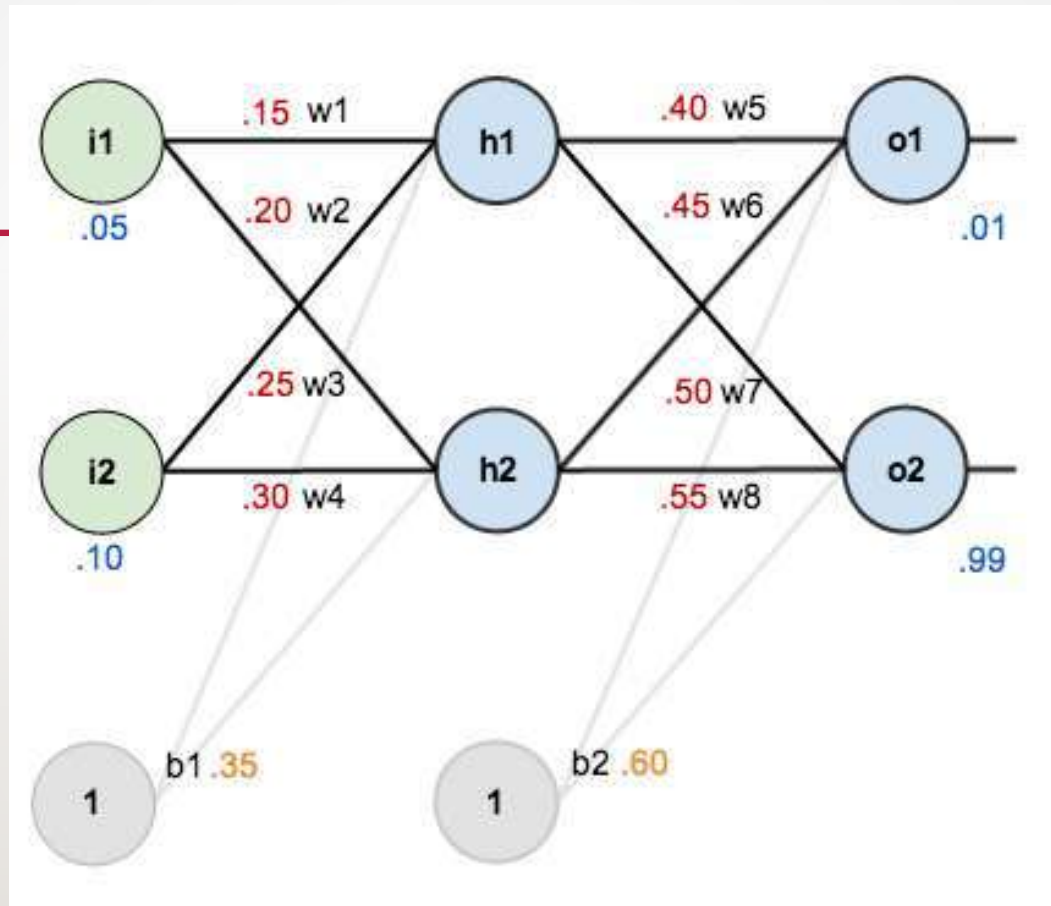 .15 w1
.40 w5
i1
h1
o1
.20 w2
.45 w6
.05
.01
.25 w3
.50 w7
i2
h2
o2
.30 w4
.55 w8
.10
.99
b1 .35
b2 .60
1
1